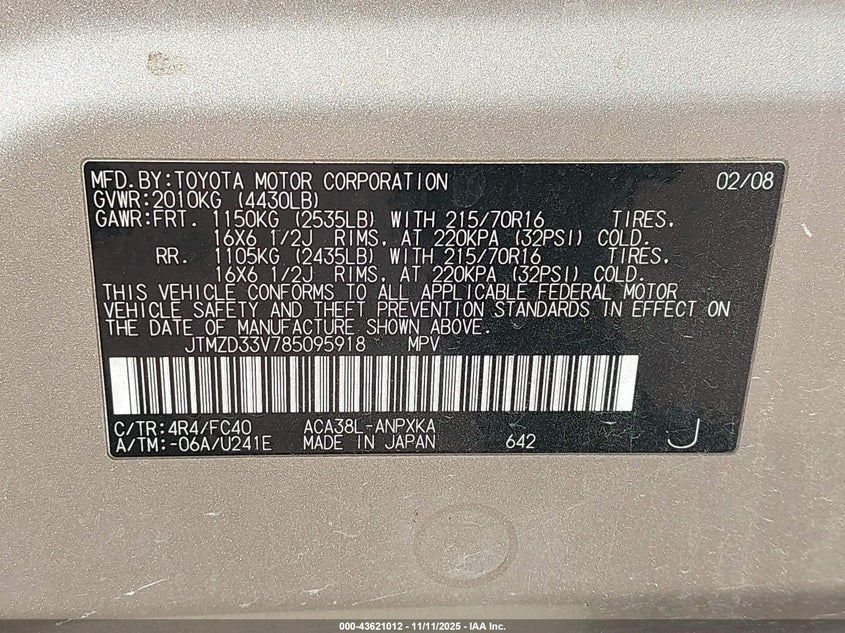 MFD.BY:TOYOTA MOTOR CORPORATION 02/08
GVWR:2010KG (4430LB)
GAWR:FRT. 1150KG (2535LB) WITH 215/70R16 TIRES,
16X6 1/2J RIMS, AT 220KPA (32PSI) COLD.
RR. 1105KG (2435LB) WITH 215/70R16 TIRES,
16X6 1/2J RIMS, AT 220KPA (32PSI) COLD.
THIS VEHICLE CONFORMS TO ALL APPLICABLE FEDERAL MOTOR
VEHICLE SAFETY AND THEFT PREVENTION STANDARDS IN EFFECT ON
THE DATE OF MANUFACTURE SHOWN ABOVE.
JTMZD33V785095918 MPV
C/TR:4R4/FC40 ACA38L-ANPXKA
A/TM:-06A/U241E MADE IN JAPAN 642 J
000-43621012 - 11/11/2025 - IAA Inc.